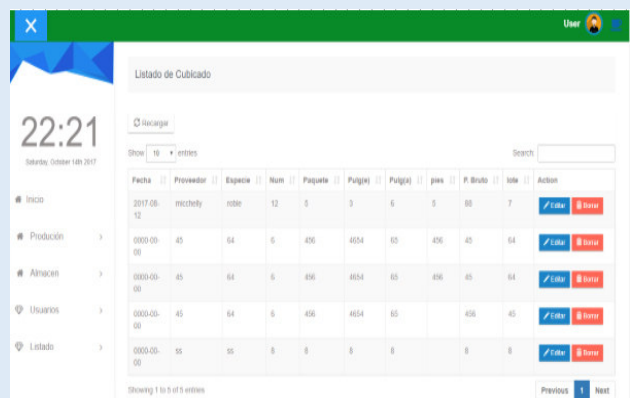 User
22:21
Saturday, October 14th 2017
Inicio
Produción
Almacen
Usuarios
Listado
Listado de Cubicado
Recargar
Show 10 entries
Search:
Fecha Proveedor Especie Num Paquete Pulg(e) Pulg(a) pies P. Bruto lote Action
2017-08-12 micchelly roble 12 5 3 6 5 68 7 Editar Borrar
0000-00-00 45 64 6 456 4654 65 456 45 64 Editar Borrar
0000-00-00 45 64 6 456 4654 65 456 45 64 Editar Borrar
0000-00-00 45 64 6 456 4654 65 456 45 Editar Borrar
0000-00-00 ss ss 8 8 8 8 8 8 Editar Borrar
Showing 1 to 5 of 5 entries
Previous 1 Next